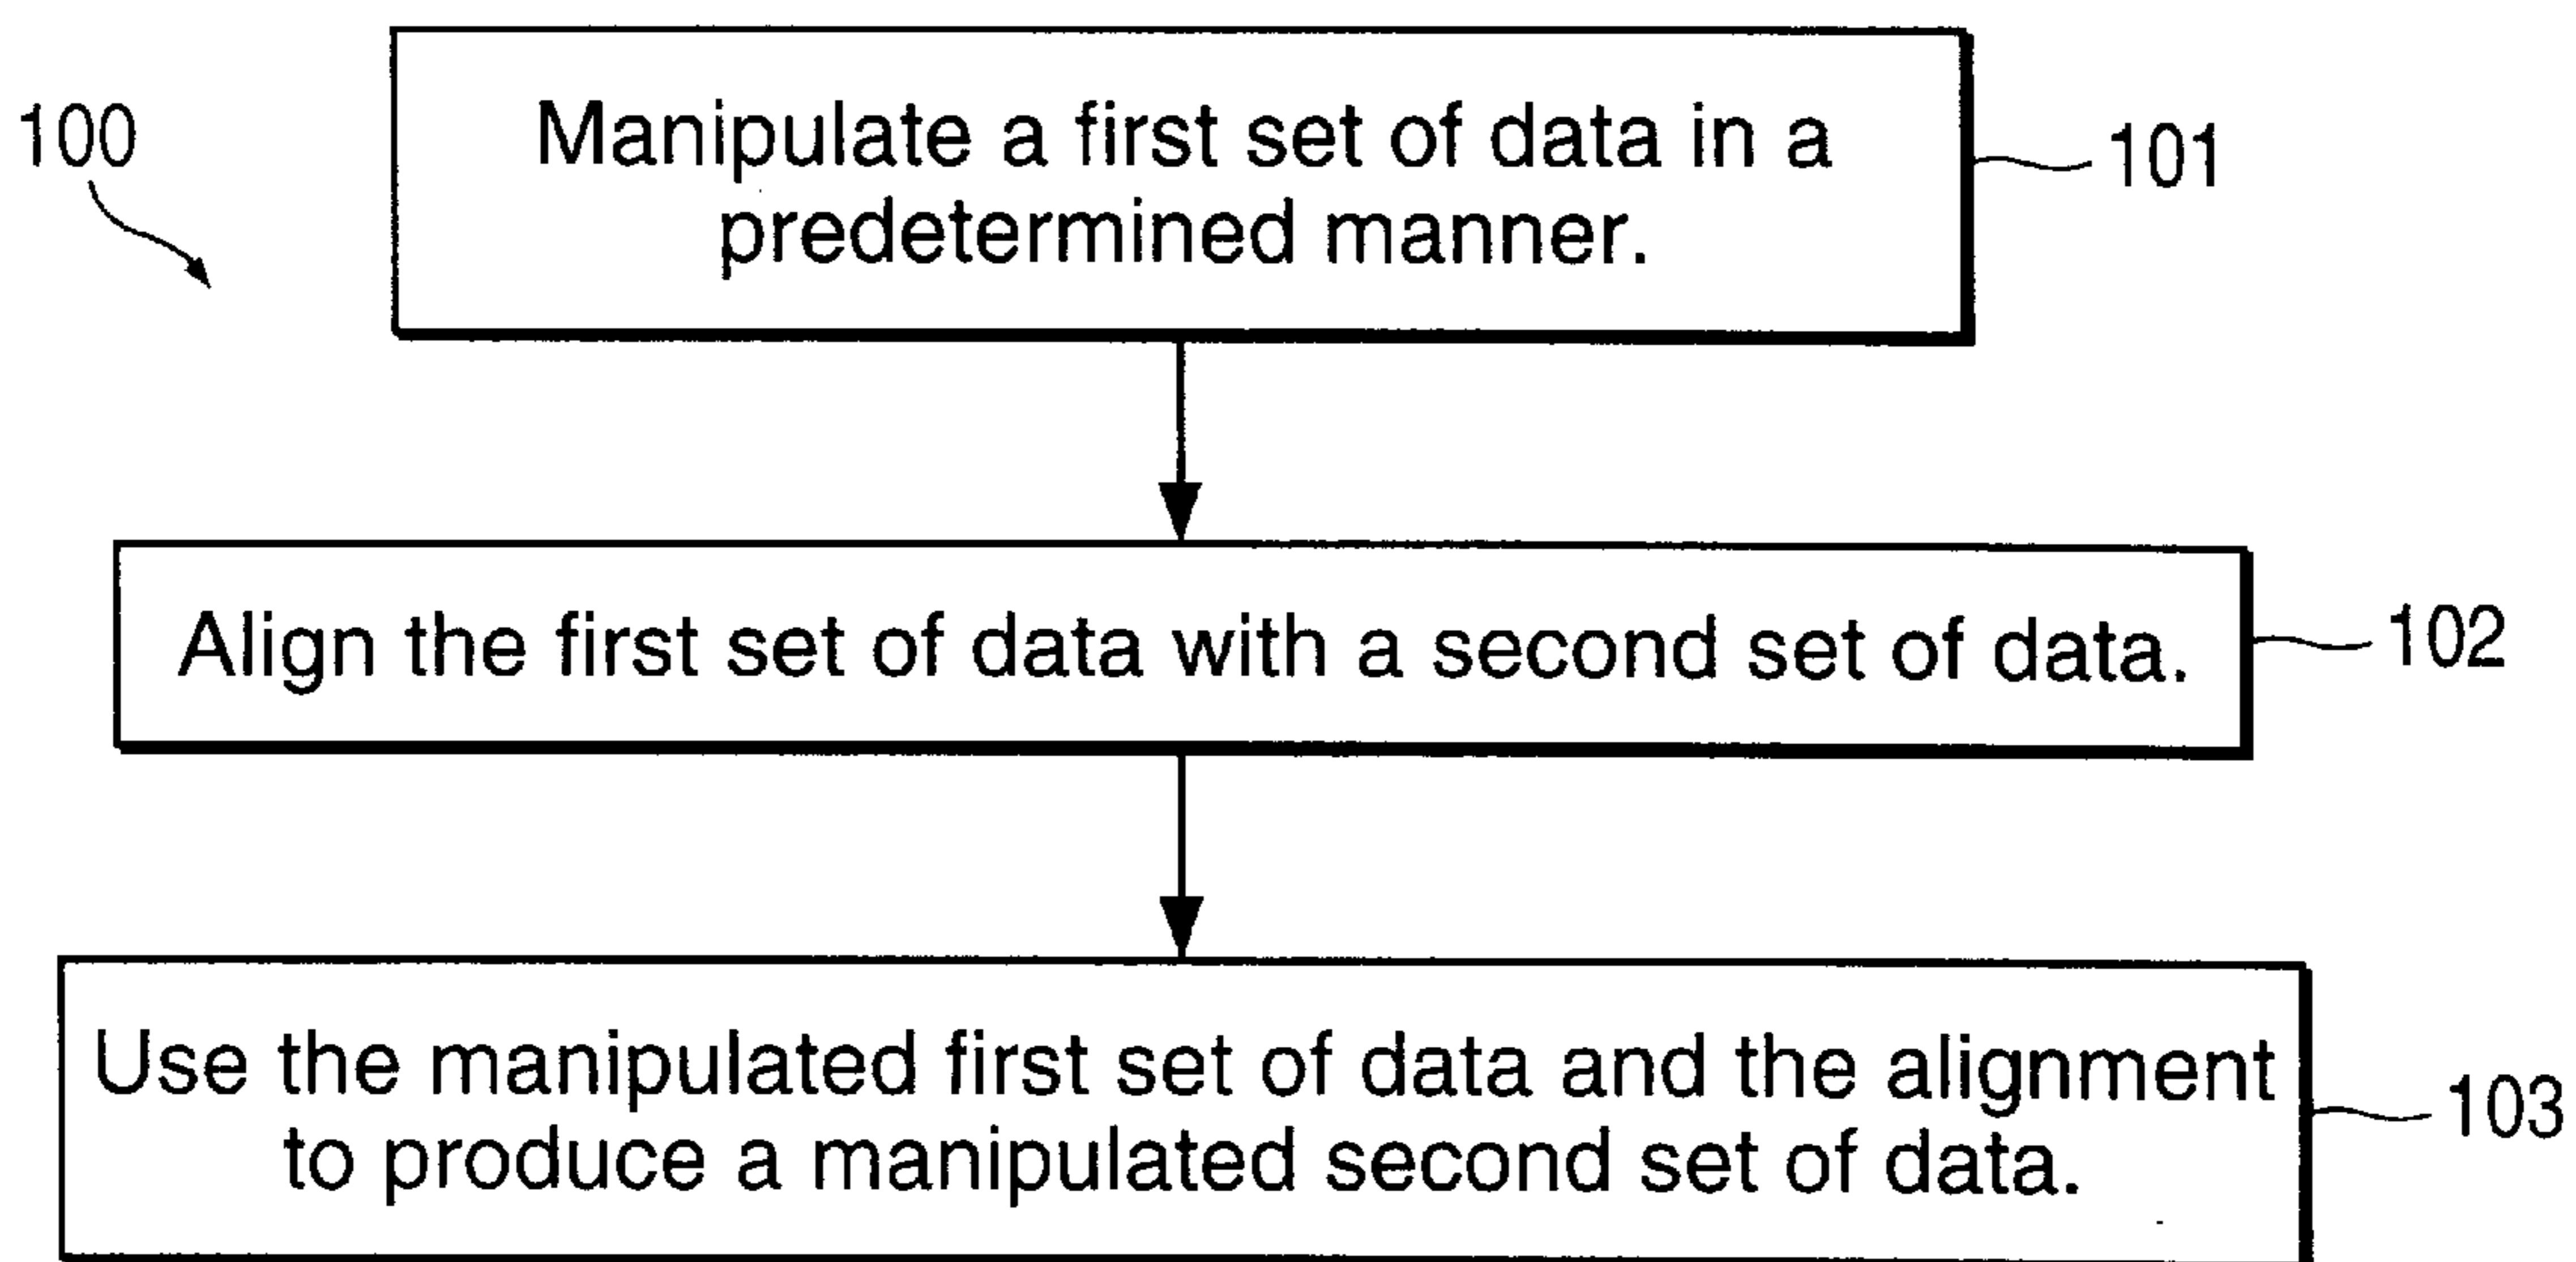 100
Manipulate a first set of data in a
predetermined manner.
101
Align the first set of data with a second set of data.
102
Use the manipulated first set of data and the alignment
to produce a manipulated second set of data.
103